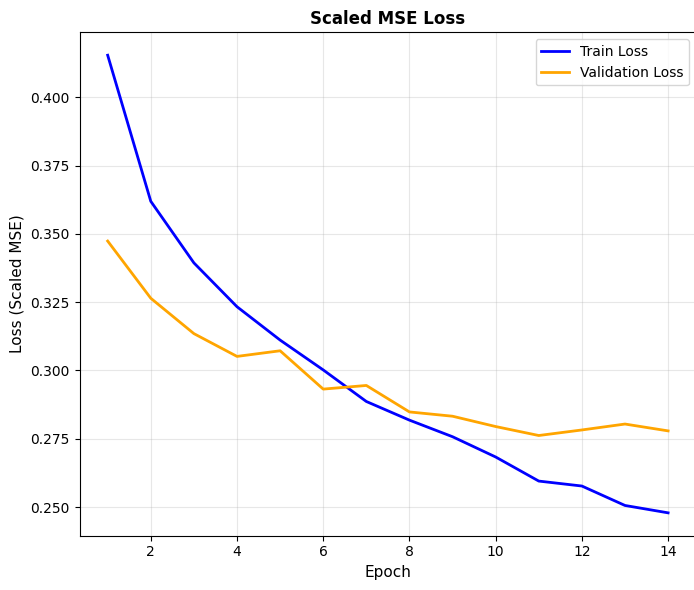 Scaled MSE Loss
Train Loss
Validation Loss
0.400
0.375
0.350
0.325
0.300
0.275
0.250
Loss (Scaled MSE)
2 4 6 8 10 12 14
Epoch